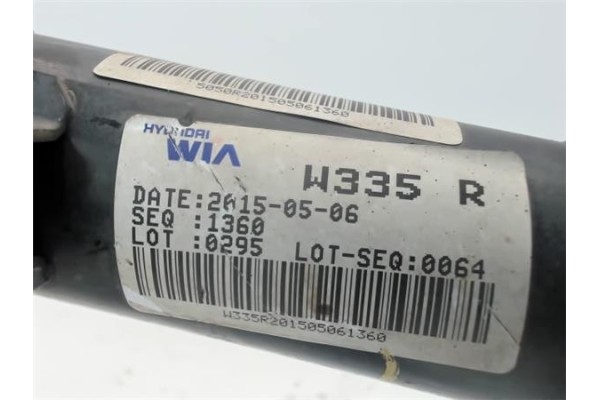 5050R201505061360
HYUNDAI
WIA
W335 R
DATE:2015-05-06
SEQ :1360
LOT :0295 LOT-SEQ:0064
W335R201505061360